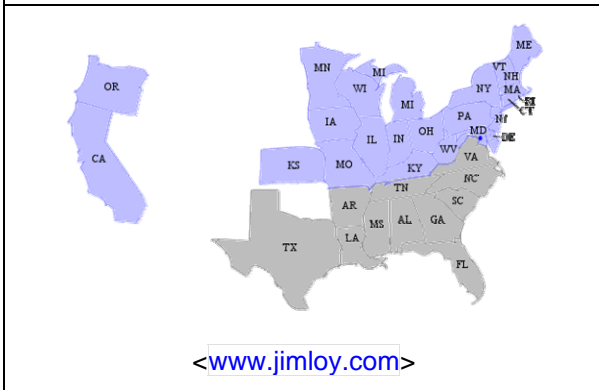 ME
OR
MN
MI
VT
NH
WI
NY
MA
RI
CT
MI
IA
PA
NJ
OH
IL
IN
MD
DE
CA
WV
KS
MO
KY
VA
TN
NC
AR
SC
MS
AL
GA
LA
TX
FL
<www.jimloy.com>